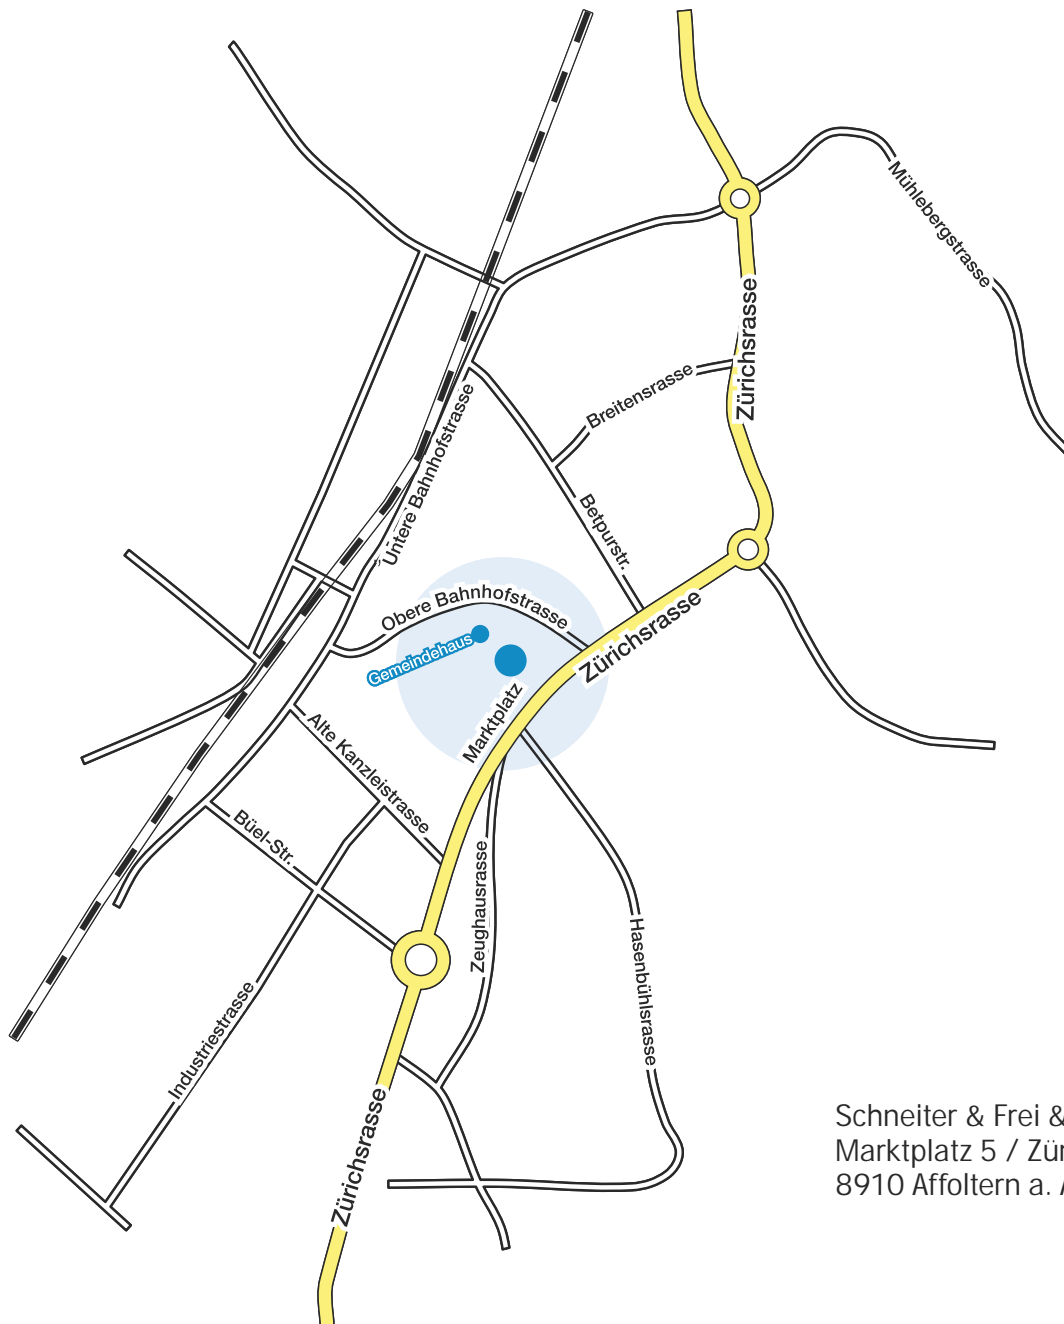 Mühlebergstrasse
Zürichsrasse
Breitensrasse
Untere Bahnhofstrasse
Betpurstr.
Obere Bahnhofstrasse
Zürichsrasse
Gemeindehaus
Marktplatz
Alte Kanzleistrasse
Büel-Str.
Zeughausrasse
Hasenbühlsrasse
Industriestrasse
Zürichsrasse
Schneiter & Frei &
Marktplatz 5 /
8910 Affoltern a.